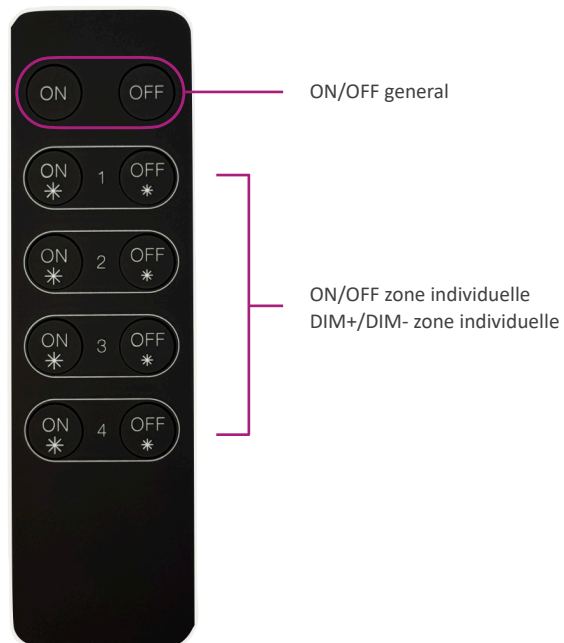 ON OFF
ON/OFF general
ON 1 OFF
ON 2 OFF
ON/OFF zone individuelle
DIM+/DIM- zone individuelle
ON 3 OFF
ON 4 OFF